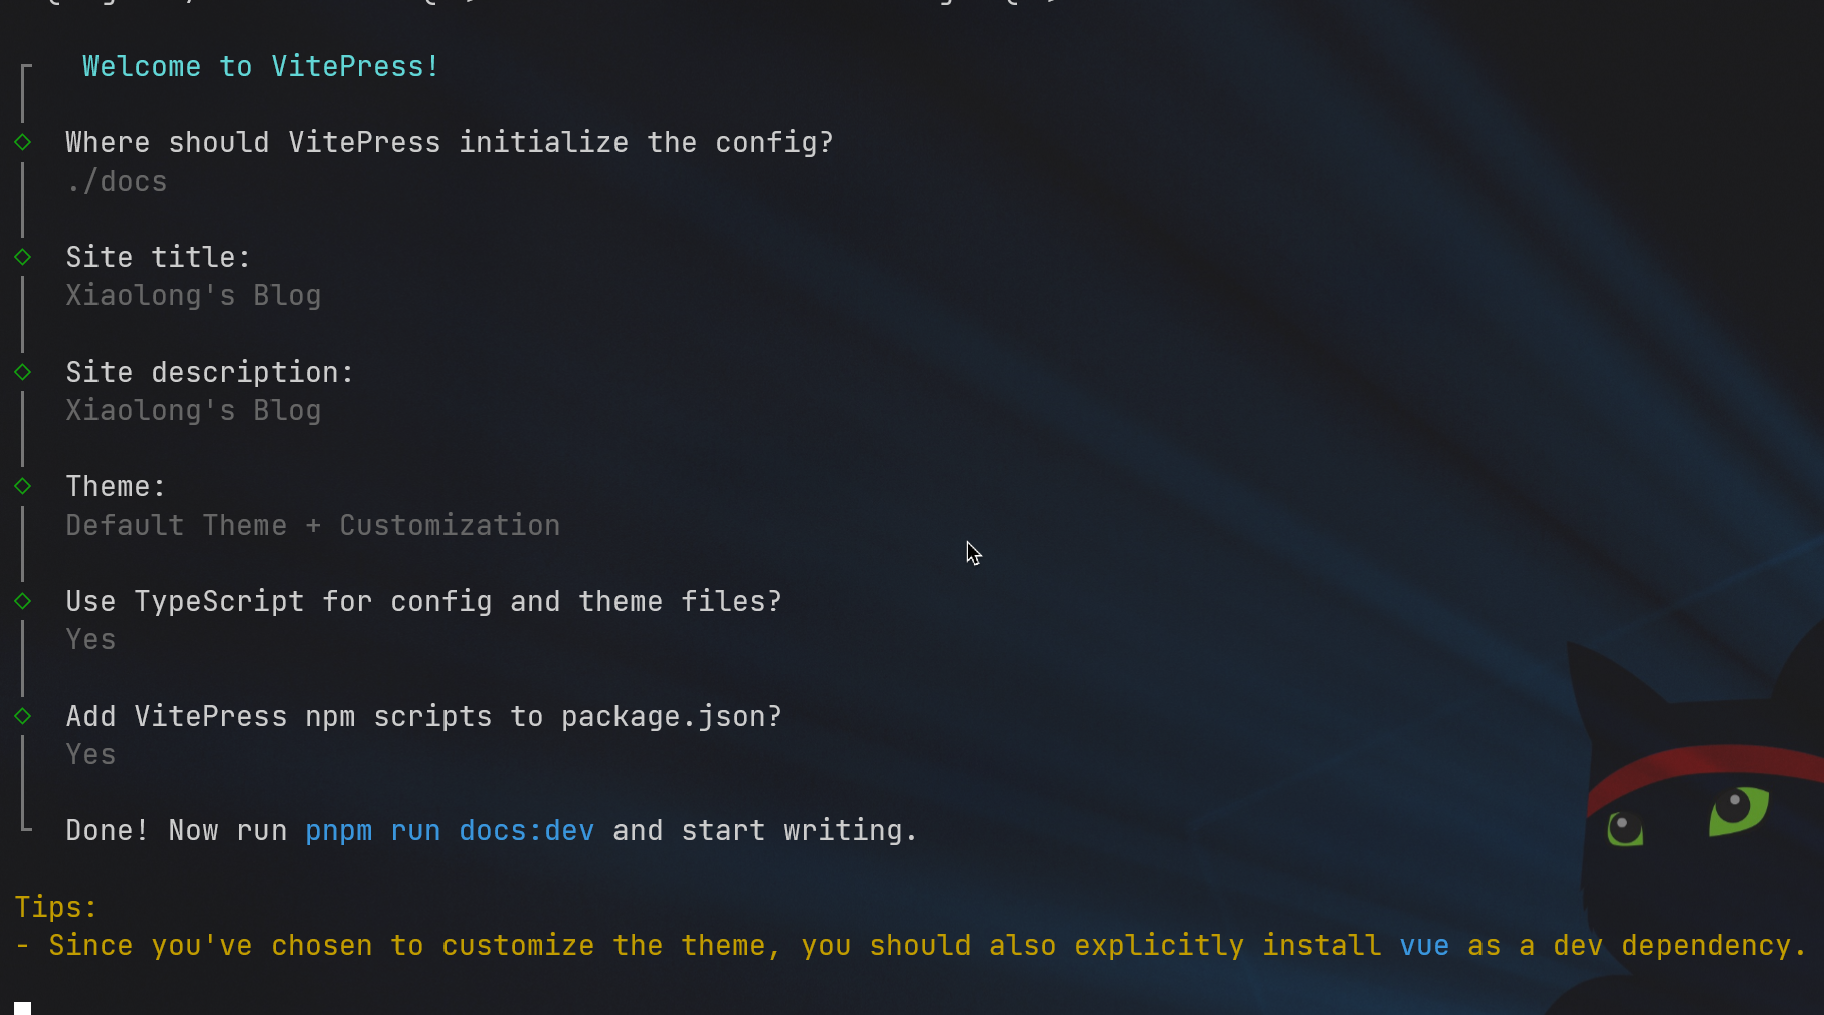 Welcome to VitePress!
Where should VitePress initialize the config?
./docs
Site title:
Xiaolong's Blog
Site description:
Xiaolong's Blog
Theme:
Default Theme + Customization
Use TypeScript for config and theme files?
Yes
Add VitePress npm scripts to package.json?
Yes
Done! Now run pnpm run docs:dev and start writing.
Tips:
- Since you've chosen to customize the theme, you should also explicitly install vue as a dev dependency.